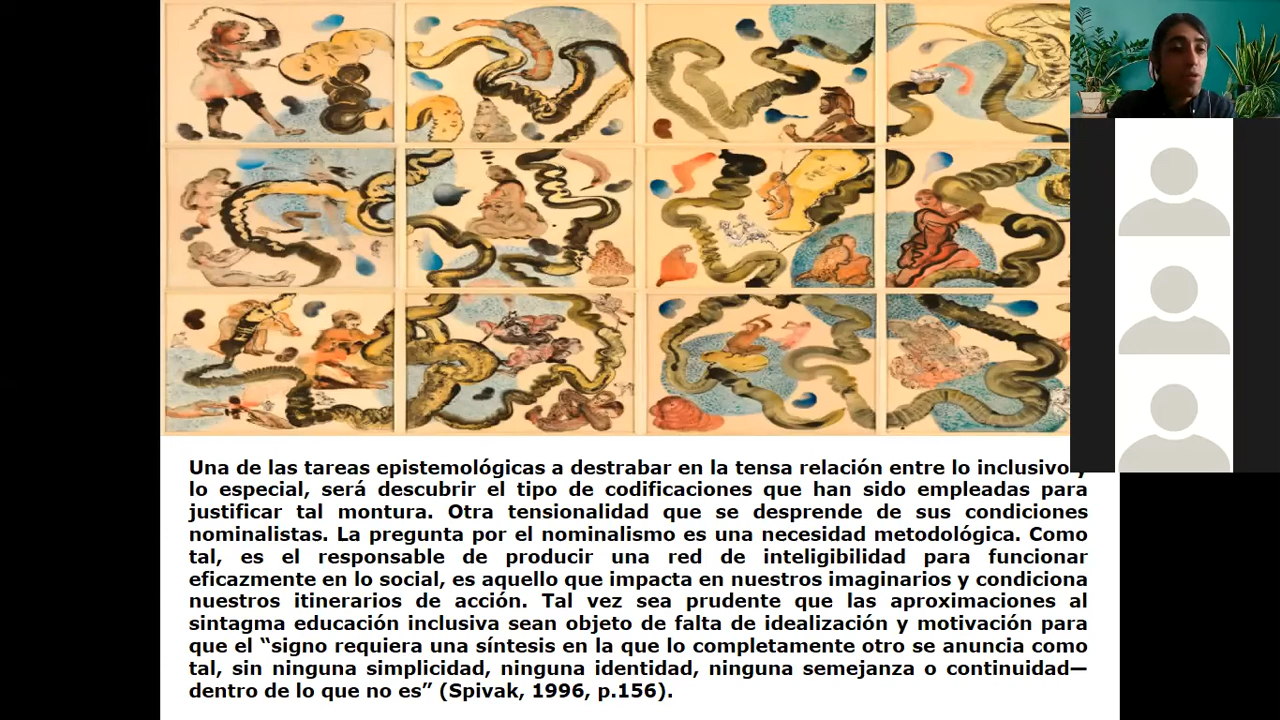 Una de las tareas epistemológicas a destrabar en la tensa relación entre lo inclusivo y
lo especial, será descubrir el tipo de codificaciones que han sido empleadas para
justificar tal montura. Otra tensionalidad que se desprende de sus condiciones
nominalistas. La pregunta por el nominalismo es una necesidad metodológica. Como
tal, es el responsable de producir una red de inteligibilidad para funcionar
eficazmente en lo social, es aquello que impacta en nuestros imaginarios y condiciona
nuestros itinerarios de acción. Tal vez sea prudente que las aproximaciones al
sintagma educación inclusiva sean objeto de falta de idealización y motivación para
que el “signo requiera una síntesis en la que lo completamente otro se anuncia como
tal, sin ninguna simplicidad, ninguna identidad, ninguna semejanza o continuidad—
dentro de lo que no es” (Spivak, 1996, p.156).